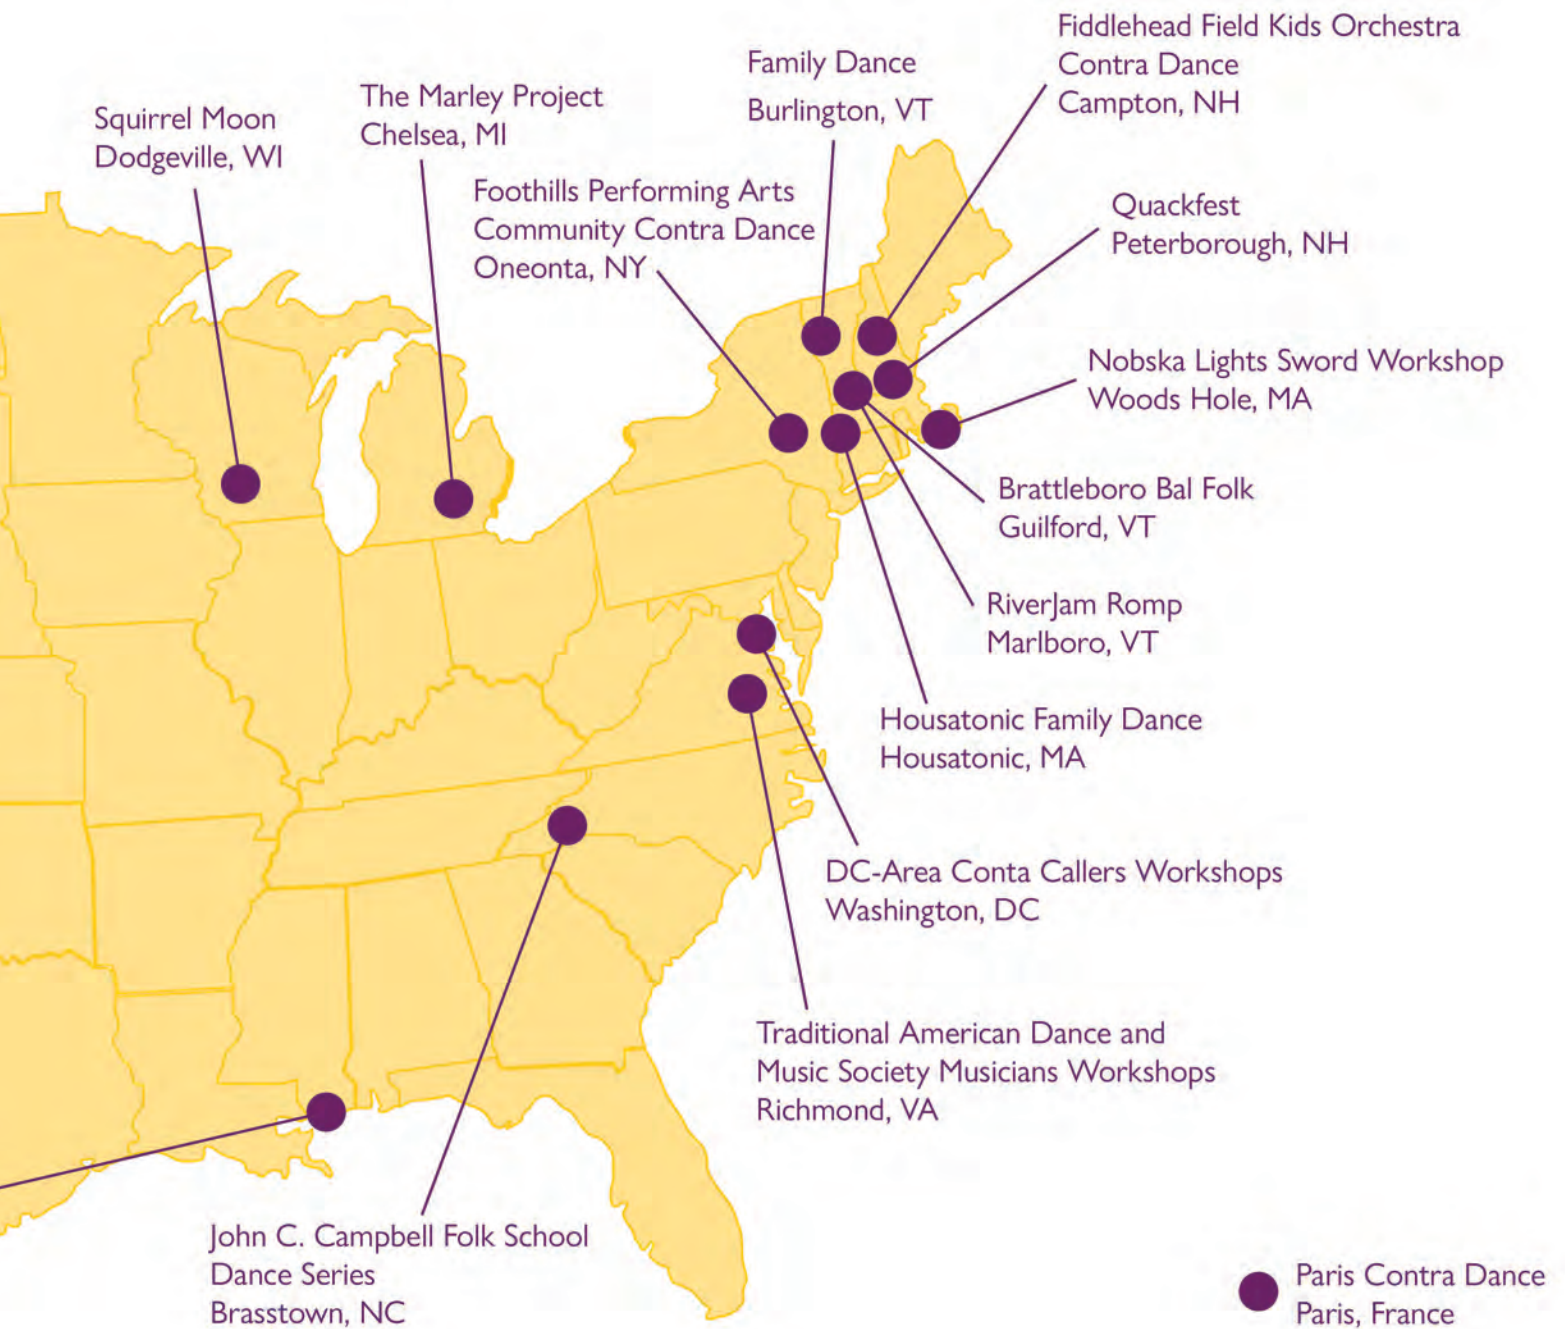 Fiddlehead Field Kids Orchestra
Contra Dance
Campton, NH
Family Dance
Burlington, VT
The Marley Project
Chelsea, MI
Squirrel Moon
Dodgeville, WI
Foothills Performing Arts
Community Contra Dance
Oneonta, NY
Quackfest
Peterborough, NH
Nobska Lights Sword Workshop
Woods Hole, MA
Brattleboro Bal Folk
Guilford, VT
RiverJam Romp
Marlboro, VT
Housatonic Family Dance
Housatonic, MA
DC-Area Conta Callers Workshops
Washington, DC
Traditional American Dance and
Music Society Musicians Workshops
Richmond, VA
John C. Campbell Folk School
Dance Series
Brasstown, NC
Paris Contra Dance
Paris, France